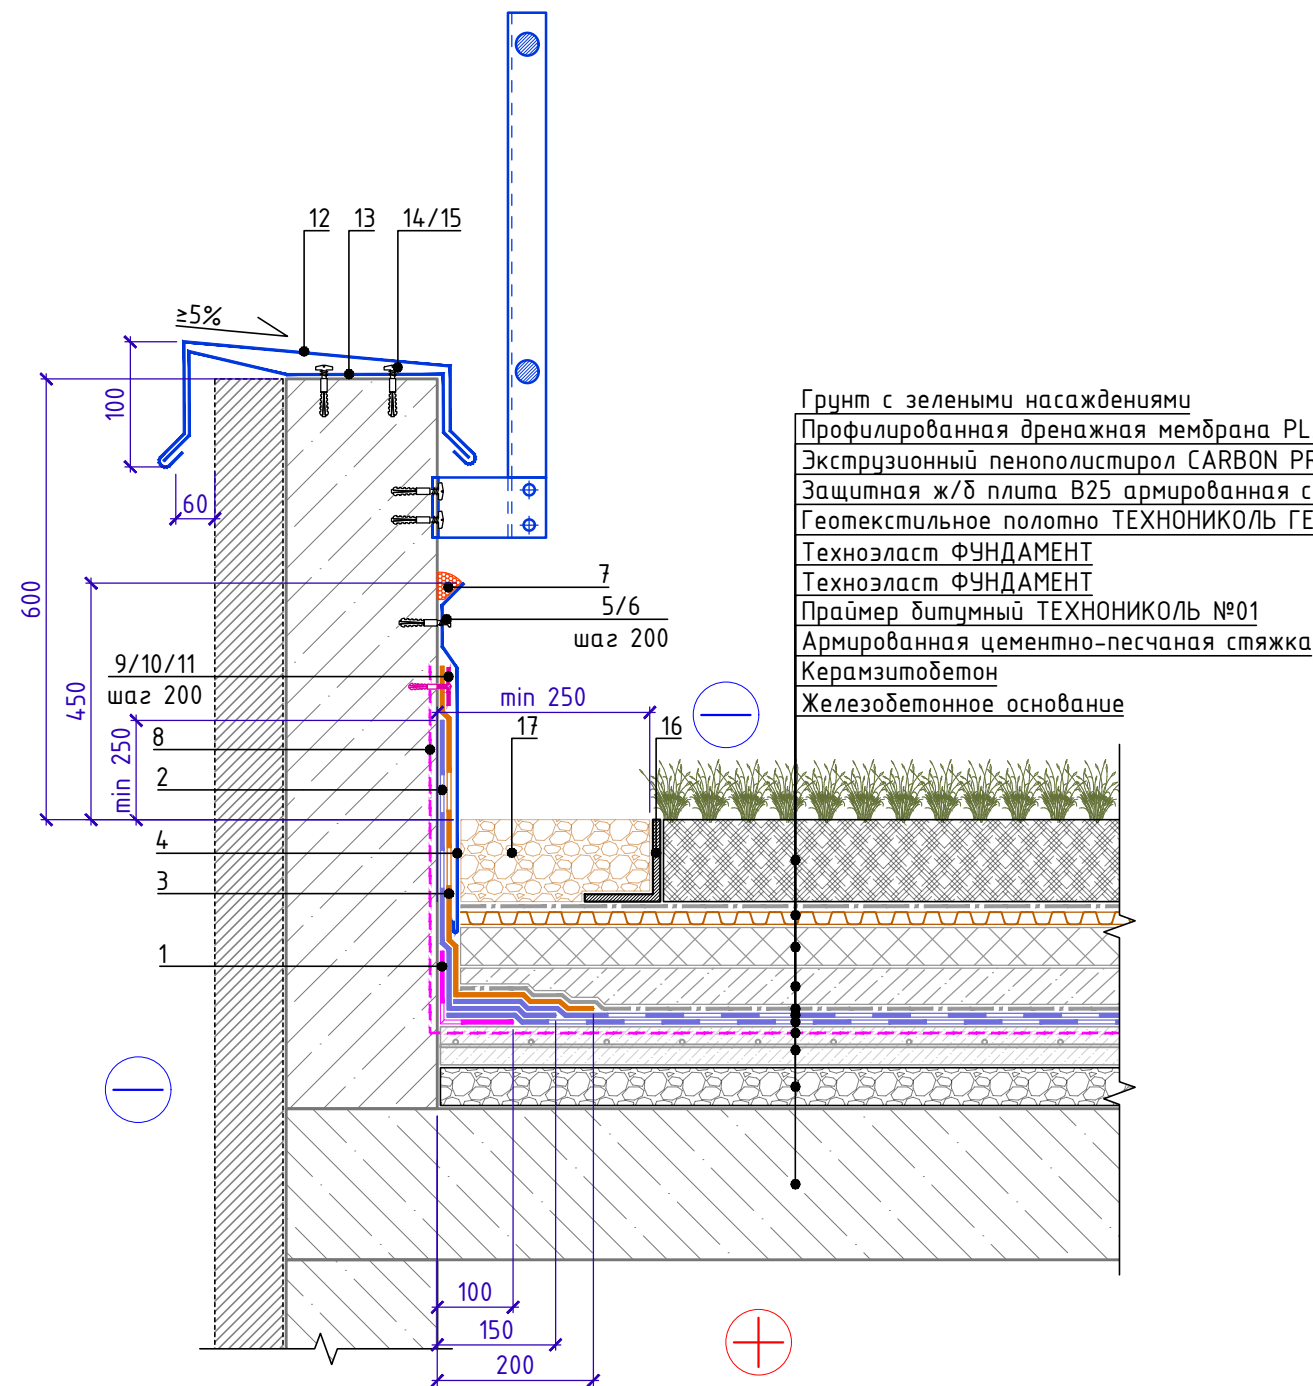 12 13 14/15
≥5%
100
60
600
Грунт с зелеными насаждениями
Профилированная дренажная мембрана PL
Экструзионный пенополистирол CARBON PR
Защитная ж/б плита В25 армированная с
Геотекстильное полотно ТЕХНОНИКОЛЬ ГЕ
Техноэласт ФУНДАМЕНТ
Техноэласт ФУНДАМЕНТ
Праймер битумный ТЕХНОНИКОЛЬ №01
Армированная цементно-песчаная стяжка
Керамзитобетон
Железобетонное основание
7
5/6
шаг 200
450
9/10/11
шаг 200
min 250
min 250
17
16
8
2
4
3
1
100
150
200